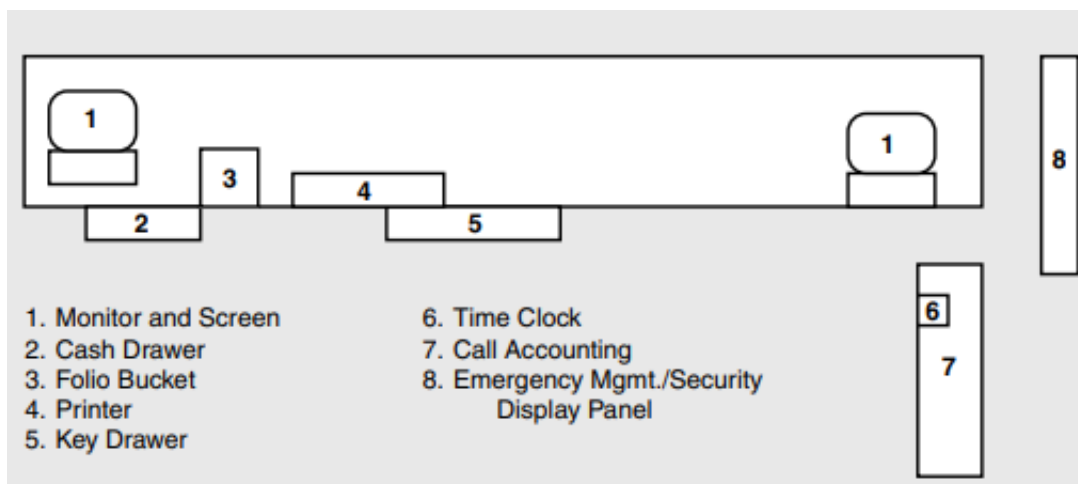 1
1
8
3
4
2
5
6
7
1. Monitor and Screen
2. Cash Drawer
3. Folio Bucket
4. Printer
5. Key Drawer
6. Time Clock
7. Call Accounting
8. Emergency Mgmt./Security
Display Panel